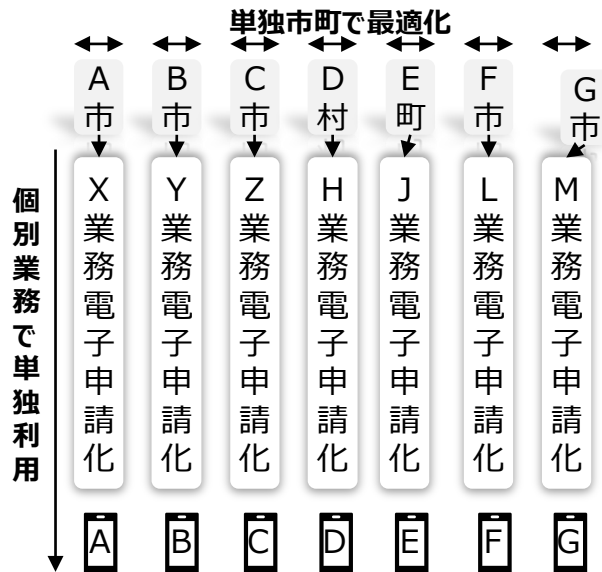 単独市町で最適化
A市
B市
C市
D村
E町
F市
G市
個別業務で単独利用
X業務電子申請化
Y業務電子申請化
Z業務電子申請化
H業務電子申請化
J業務電子申請化
L業務電子申請化
M業務電子申請化
A
B
C
D
E
F
G